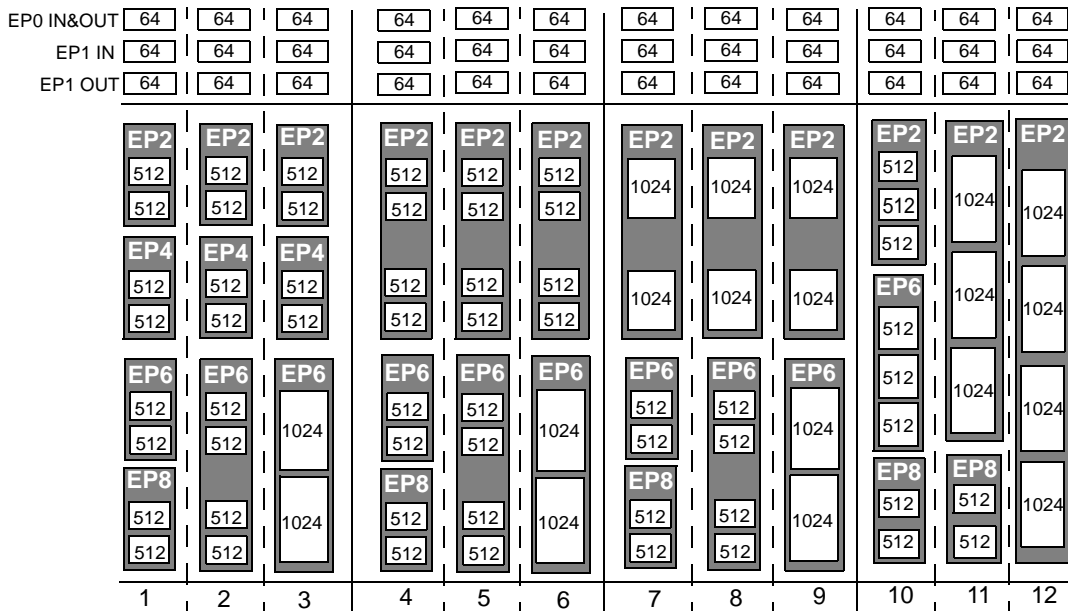 EP0 IN&OUT 64 64 64 64 64 64 64 64 64 64 64 64
EP1 IN 64 64 64 64 64 64 64 64 64 64 64 64
EP1 OUT 64 64 64 64 64 64 64 64 64 64 64 64
EP2 EP2 EP2 EP2 EP2 EP2 EP2 EP2 EP2 EP2 EP2 EP2
512 512 512 512 512 512 1024 1024 1024 512 1024 1024
512 512 512 512 512 512 512
EP4 EP4 EP4 512
512 512 512 512 512 512 1024 1024 1024 EP6 1024 1024
512 512 512 512 512 512 512
EP6 EP6 EP6 EP6 EP6 EP6 EP6 EP6 EP6 512 1024 1024
512 512 1024 512 512 1024 512 512 1024 512
512 512 512 512 512 512
EP8 EP8 EP8 EP8 EP8
512 512 1024 512 512 1024 512 512 1024 512 512 1024
512 512 512 512 512 512 512 512
1 2 3 4 5 6 7 8 9 10 11 12